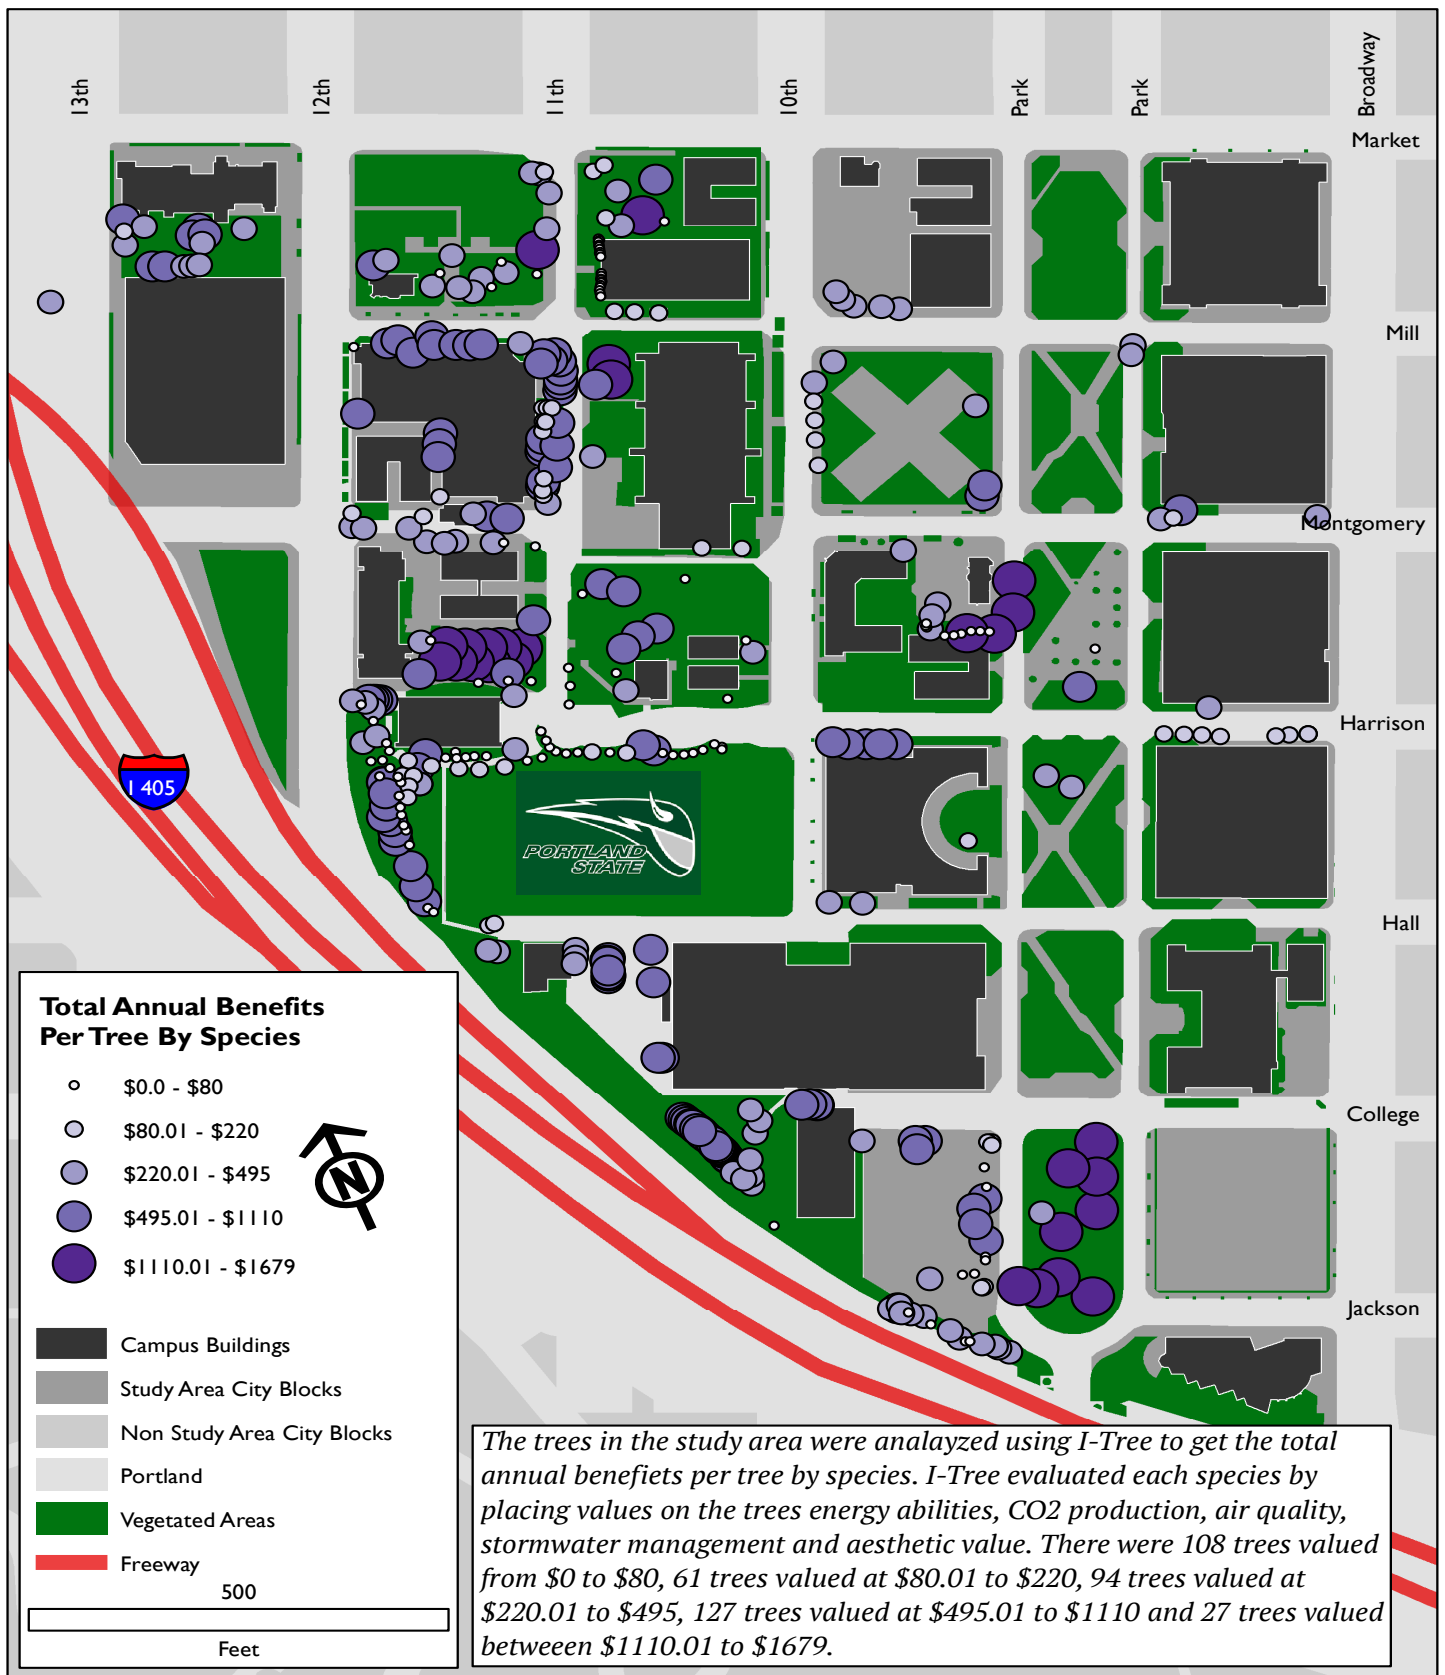 13th
12th
11th
10th
Park
Park
Broadway
Market
Mill
Montgomery
Harrison
Hall
College
Jackson
I 405
PORTLAND
STATE
Total Annual Benefits
Per Tree By Species
$0.0 - $80
$80.01 - $220
$220.01 - $495
$495.01 - $1110
$1110.01 - $1679
N
Campus Buildings
Study Area City Blocks
Non Study Area City Blocks
Portland
Vegetated Areas
Freeway
500
Feet
The trees in the study area were analayzed using I-Tree to get the total
annual benefiets per tree by species. I-Tree evaluated each species by
placing values on the trees energy abilities, CO2 production, air quality,
stormwater management and aesthetic value. There were 108 trees valued
from $0 to $80, 61 trees valued at $80.01 to $220, 94 trees valued at
$220.01 to $495, 127 trees valued at $495.01 to $1110 and 27 trees valued
betweeen $1110.01 to $1679.